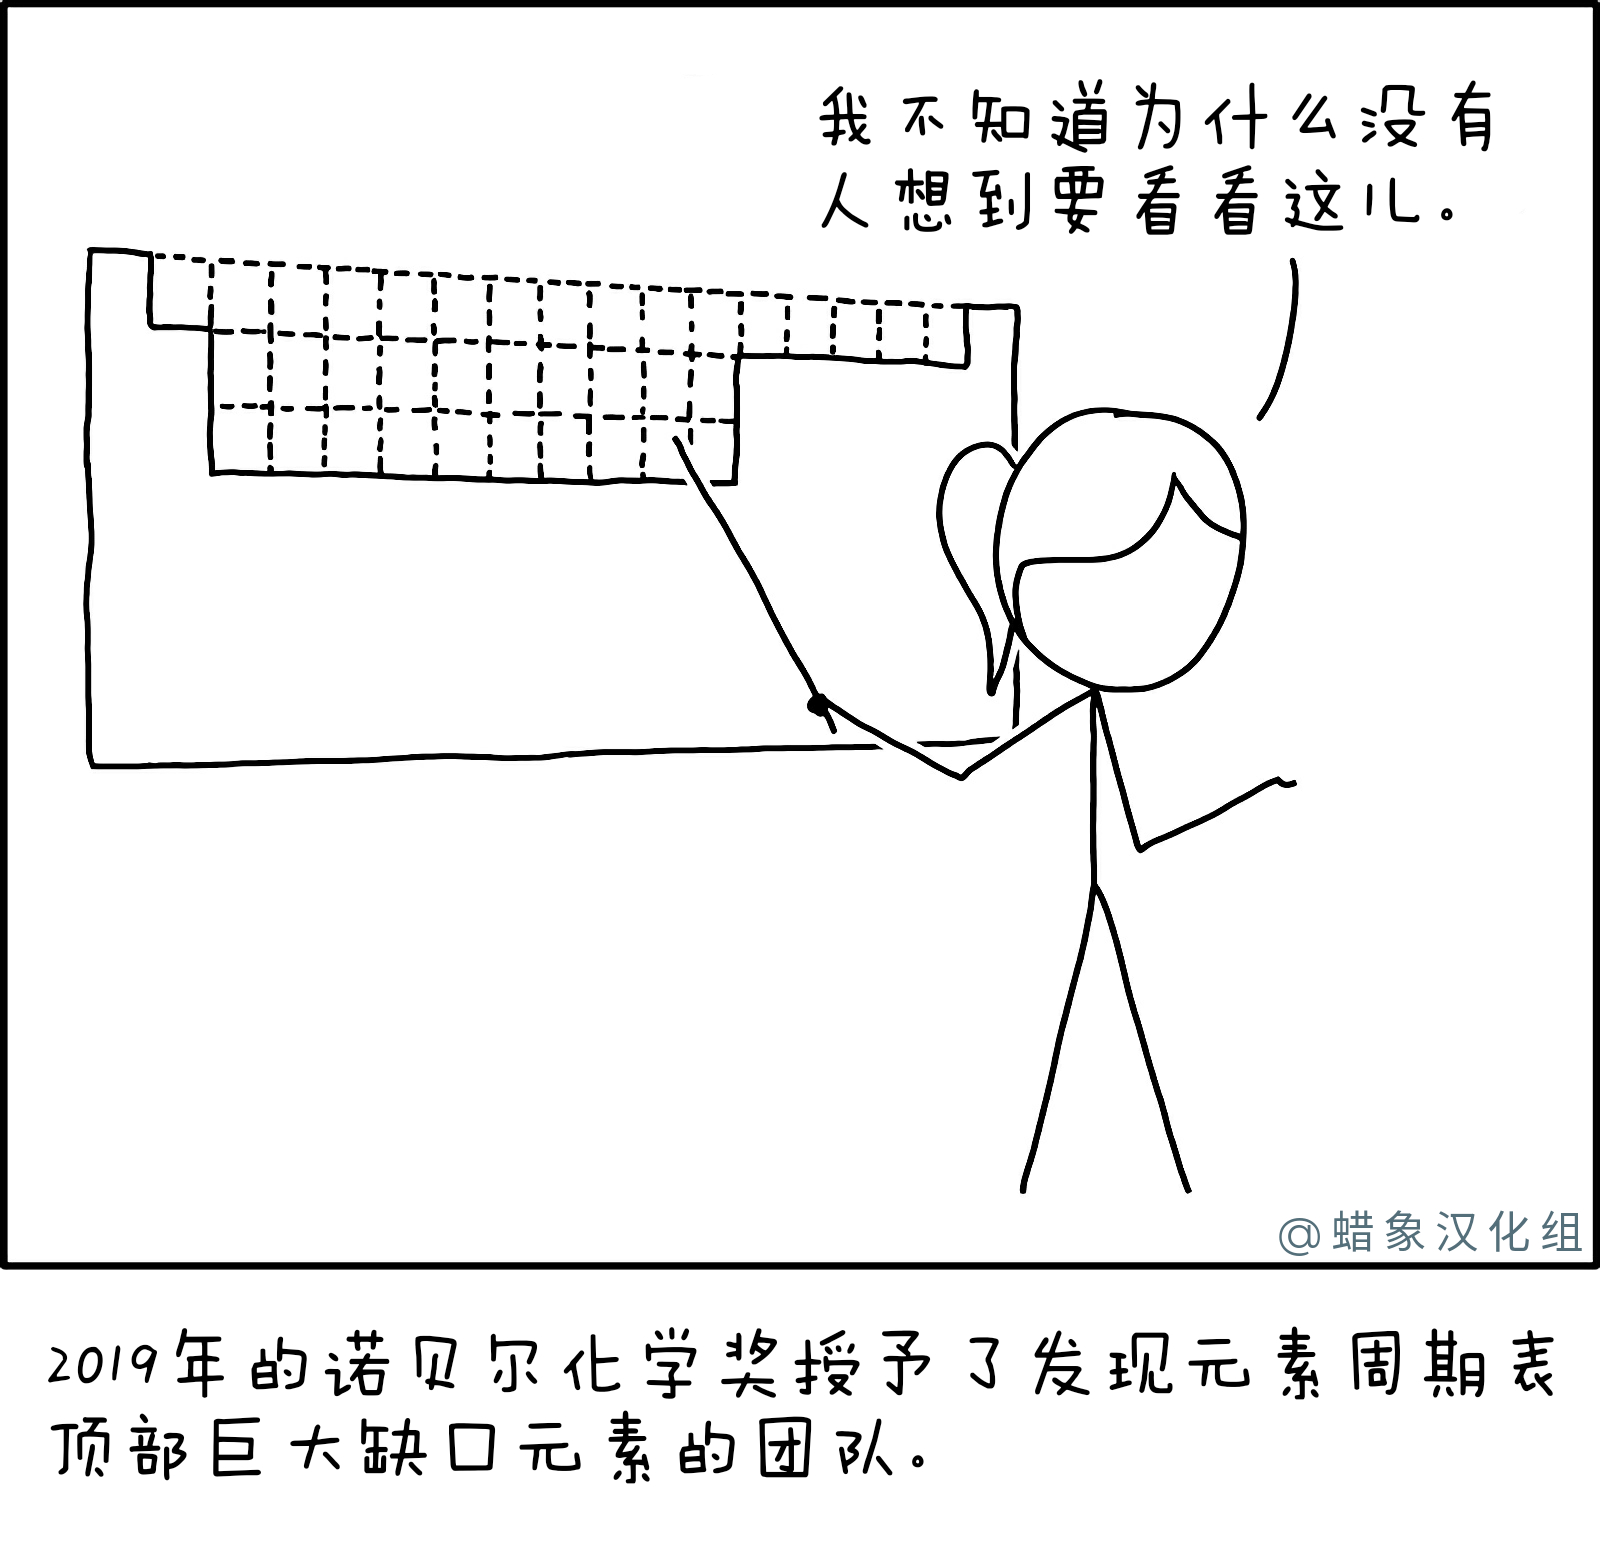 我不知道为什么没有
人想到要看看这儿。
@蜡象汉化组
2019年的诺贝尔化学奖授予了发现元素周期表
顶部巨大缺口元素的团队。